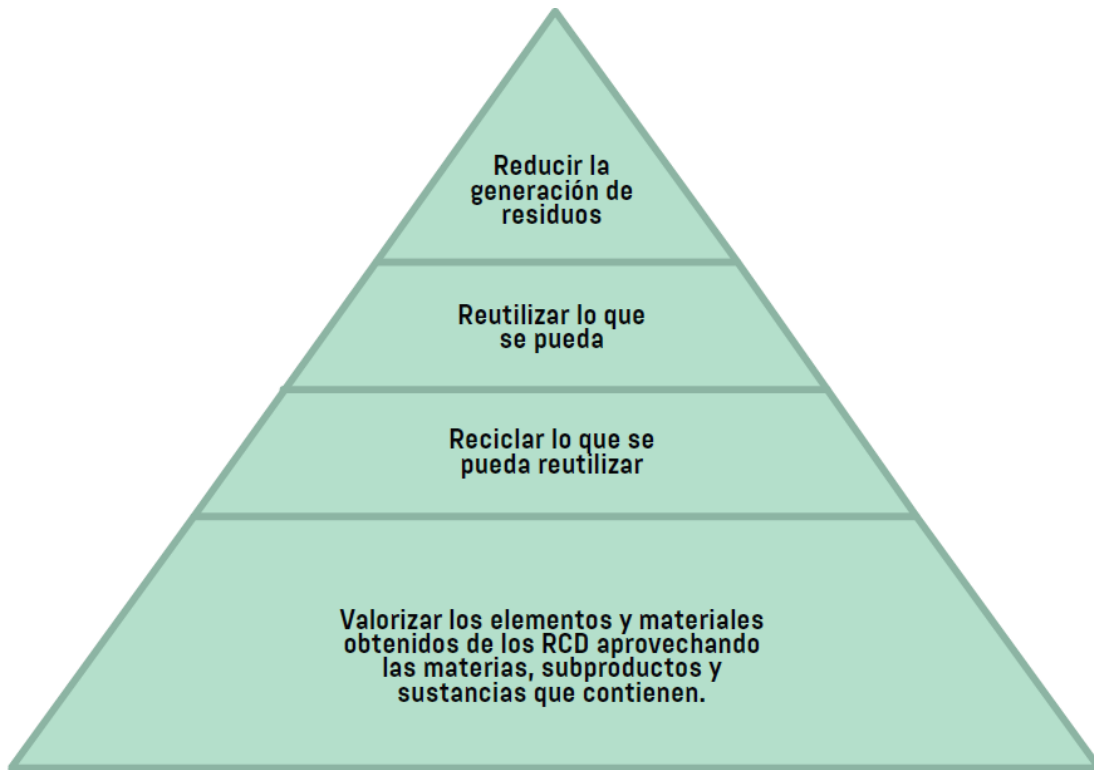 Reducir la
generación de
residuos
Reutilizar lo que
se pueda
Reciclar lo que se
pueda reutilizar
Valorizar los elementos y materiales
obtenidos de los RCD aprovechando
las materias, subproductos y
sustancias que contienen.